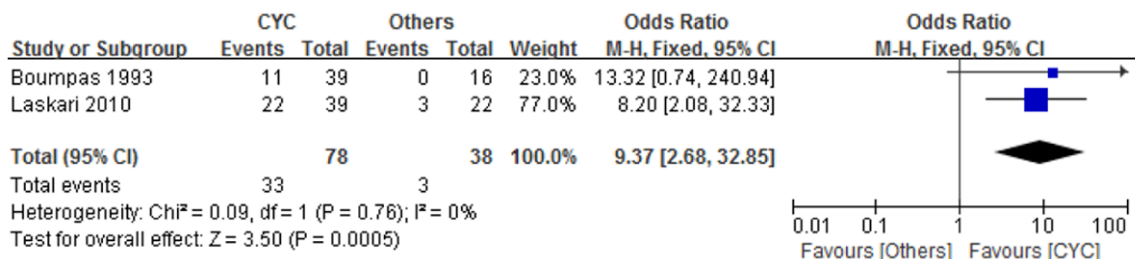 CYC Others Odds Ratio Odds Ratio
Study or Subgroup Events Total Events Total Weight M-H, Fixed, 95% CI M-H, Fixed, 95% CI
Boumpas 1993 11 39 0 16 23.0% 13.32 [0.74, 240.94]
Laskari 2010 22 39 3 22 77.0% 8.20 [2.08, 32.33]
Total (95% CI) 78 38 100.0% 9.37 [2.68, 32.85]
Total events 33 3
Heterogeneity: Chi² = 0.09, df = 1 (P = 0.76); I² = 0%
Test for overall effect: Z = 3.50 (P = 0.0005)
0.01 0.1 1 10 100
Favours [Others] Favours [CYC]